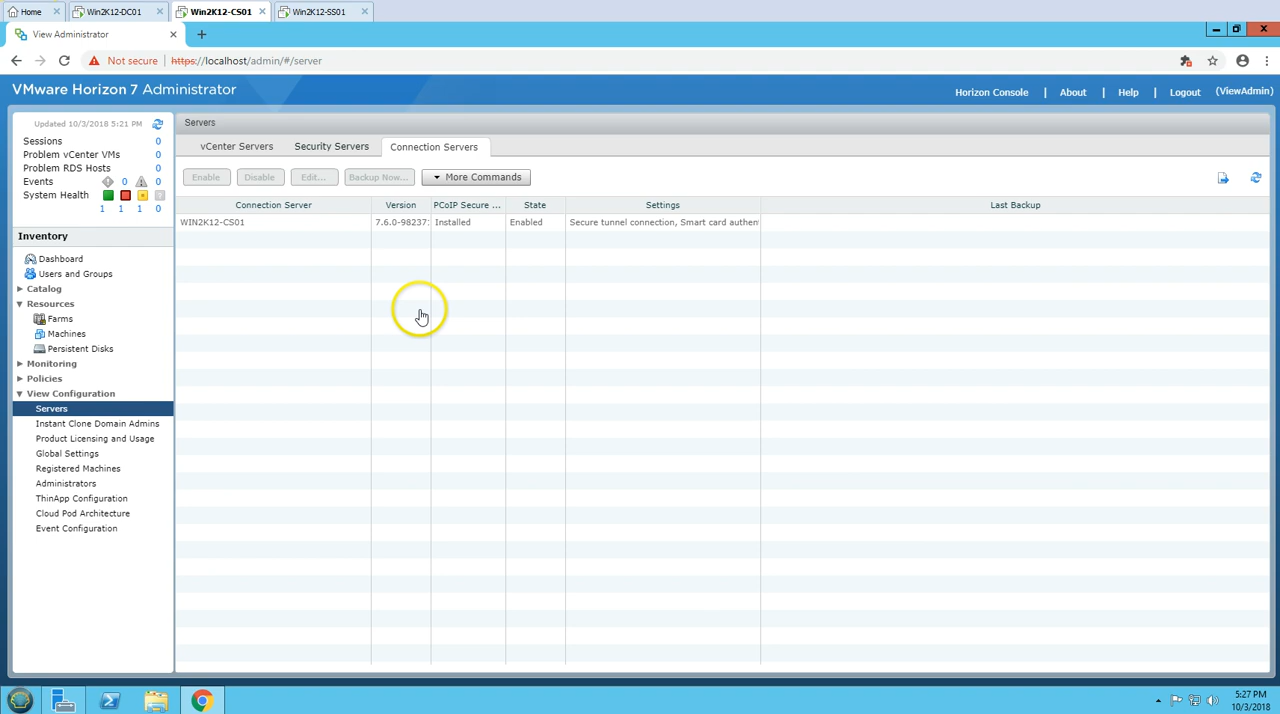 Home
Win2K12-DC01
Win2K12-CS01
Win2K12-SS01
View Administrator
Not secure
https://localhost/admin/#/server
VMware Horizon 7 Administrator
Horizon Console | About | Help | Logout (ViewAdmin)
Updated 10/3/2018 5:21 PM
Sessions 0
Problem vCenter VMs 0
Problem RDS Hosts 0
Events 0 0
System Health
1 1 1 0
Inventory
Dashboard
Users and Groups
Catalog
Resources
Farms
Machines
Persistent Disks
Monitoring
Policies
View Configuration
Servers
Instant Clone Domain Admins
Product Licensing and Usage
Global Settings
Registered Machines
Administrators
ThinApp Configuration
Cloud Pod Architecture
Event Configuration
Servers
vCenter Servers
Security Servers
Connection Servers
Enable
Disable
Edit...
Backup Now...
More Commands
Connection Server Version PCoIP Secure ... State Settings Last Backup
WIN2K12-CS01 7.6.0-98237: Installed Enabled Secure tunnel connection, Smart card authen
5:27 PM
10/3/2018